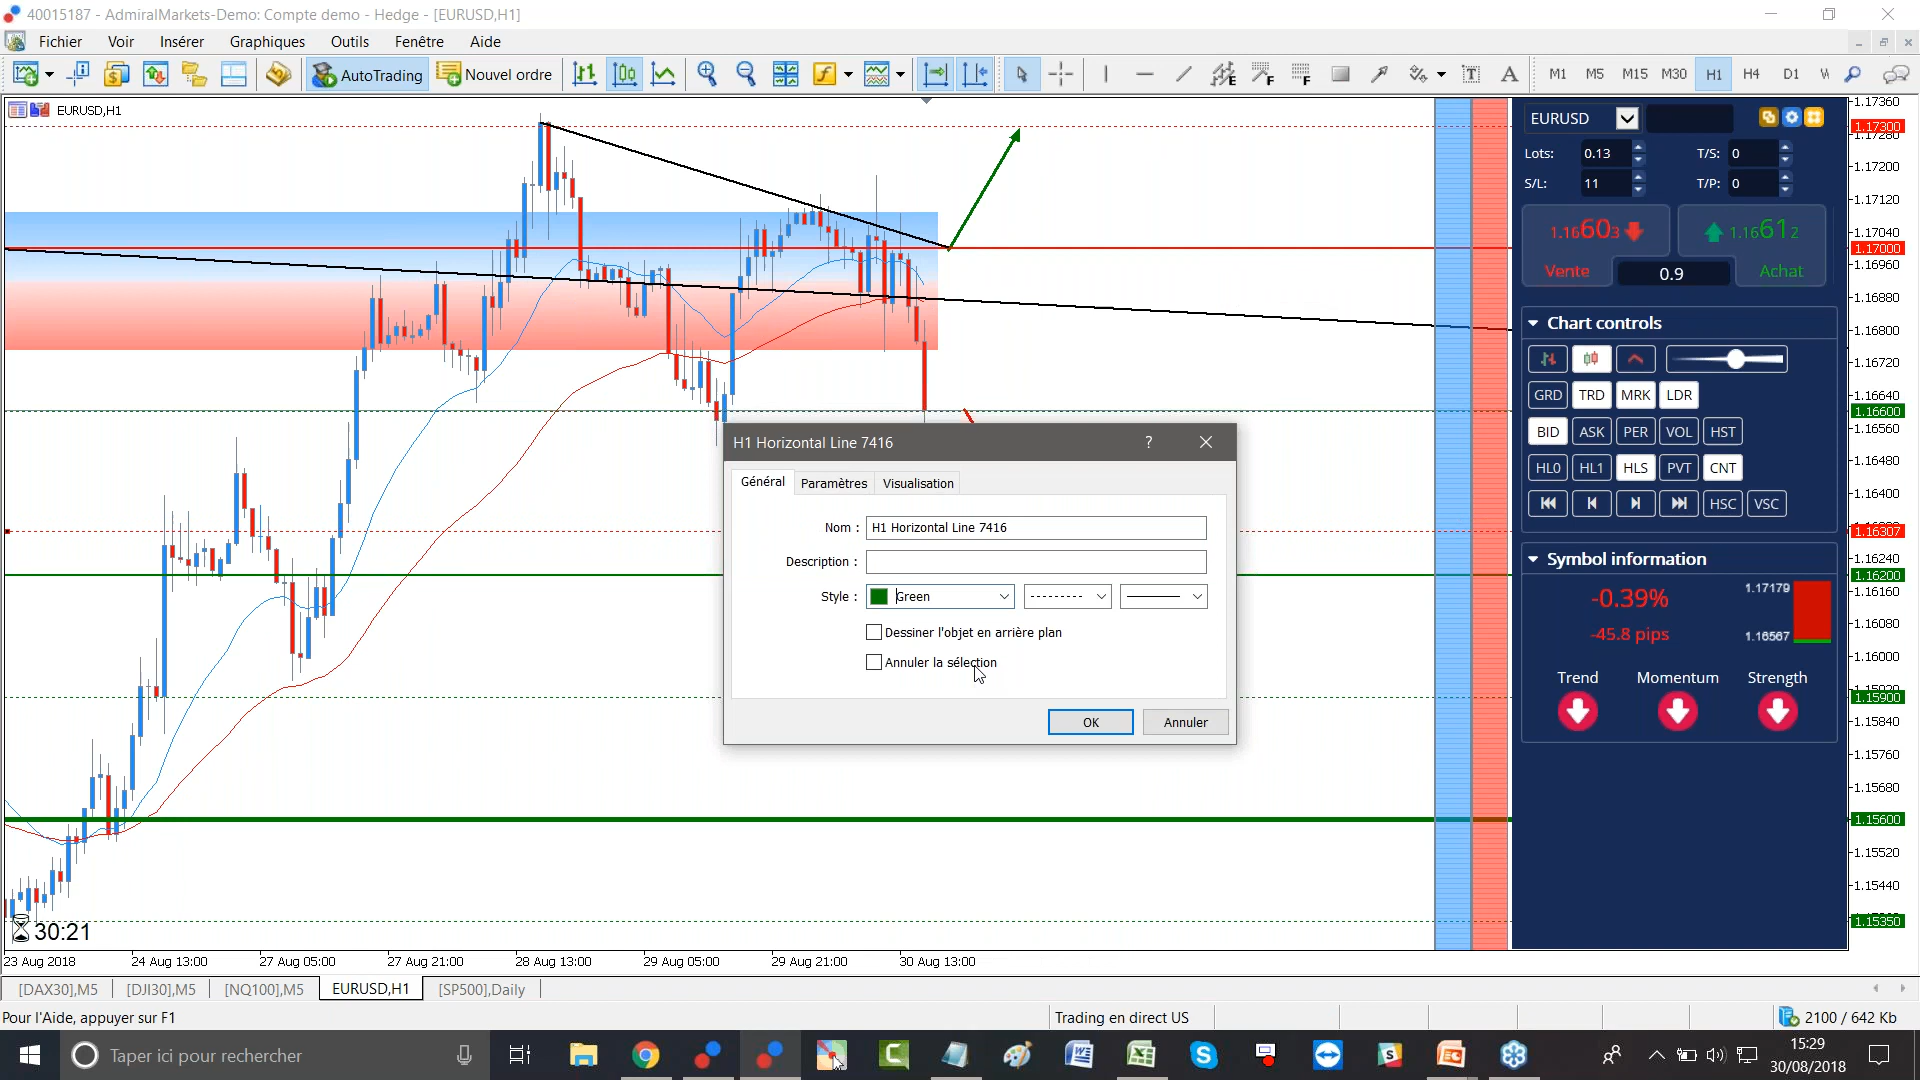 40015187 - AdmiralMarkets-Demo: Compte demo - Hedge - [EURUSD,H1]
Fichier Voir Insérer Graphiques Outils Fenêtre Aide
AutoTrading Nouvel ordre M1 M5 M15 M30 H1 H4 D1
EURUSD,H1
EURUSD
Lots: 0.13 T/S: 0
S/L: 11 T/P: 0
1.16603 1.16612
Vente 0.9 Achat
Chart controls
GRD TRD MRK LDR
BID ASK PER VOL HST
HL0 HL1 HLS PVT CNT
HSC VSC
Symbol information
-0.39% 1.17179
-45.8 pips 1.16567
Trend Momentum Strength
1.17360
1.17300
1.17280
1.17200
1.17120
1.17040
1.17000
1.16960
1.16880
1.16800
1.16720
1.16640
1.16600
1.16560
1.16480
1.16400
1.16307
1.16240
1.16200
1.16160
1.16080
1.16000
1.15900
1.15840
1.15760
1.15680
1.15600
1.15520
1.15440
1.15350
H1 Horizontal Line 7416 ?
Général Paramètres Visualisation
Nom : H1 Horizontal Line 7416
Description :
Style : Green
Dessiner l'objet en arrière plan
Annuler la sélection
OK Annuler
30:21
23 Aug 2018 24 Aug 13:00 27 Aug 05:00 27 Aug 21:00 28 Aug 13:00 29 Aug 05:00 29 Aug 21:00 30 Aug 13:00
[DAX30],M5 [DJI30],M5 [NQ100],M5 EURUSD,H1 [SP500],Daily
Pour l'Aide, appuyer sur F1 Trading en direct US 2100 / 642 Kb
Taper ici pour rechercher
15:29
30/08/2018